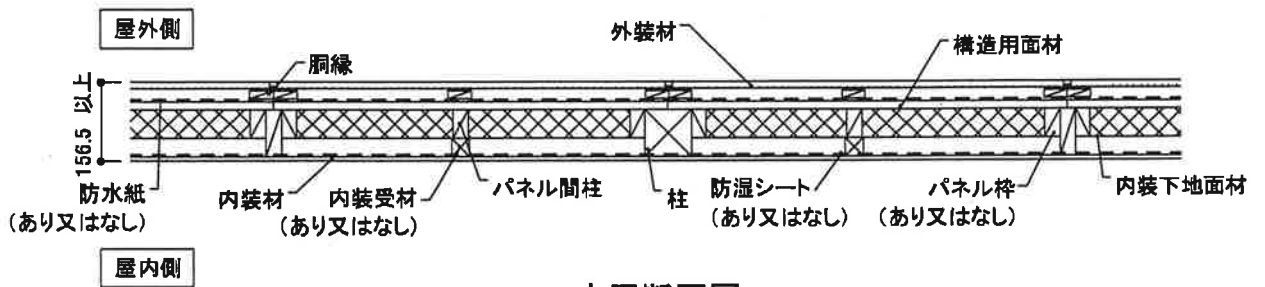 屋外側
外装材
構造用面材
胴縁
156.5 以上
防水紙
(あり又はなし)
内装材
内装受材
(あり又はなし)
パネル間柱
柱
防湿シート
(あり又はなし)
パネル枠
(あり又はなし)
内装下地面材
屋内側